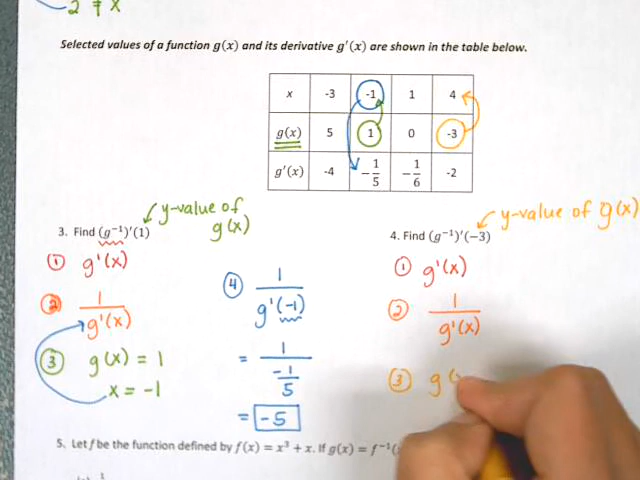 -2 ≠ x
Selected values of a function g(x) and its derivative g'(x) are shown in the table below.
x -3 -1 1 4
g(x) 5 1 0 -3
g'(x) -4 -1/5 -1/6 -2
y-value of g(x)
3. Find (g⁻¹)'(1)
① g'(x)
② 1/g'(x)
③ g(x) = 1
x = -1
④ 1/g'(-1)
= 1/(-1/5)
= -5
y-value of g(x)
4. Find (g⁻¹)'(-3)
① g'(x)
② 1/g'(x)
③ g(
5. Let f be the function defined by f(x) = x³ + x. If g(x) = f⁻¹(